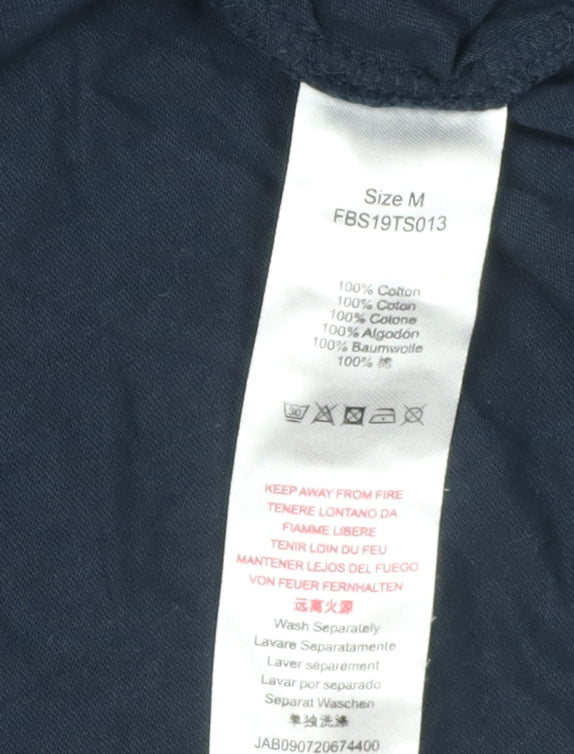 Size M
FBS19TS013
100% Cotton
100% Coton
100% Cotone
100% Algodón
100% Baumwolle
100% 棉
30
KEEP AWAY FROM FIRE
TENERE LONTANO DA
FIAMME LIBERE
TENIR LOIN DU FEU
MANTENER LEJOS DEL FUEGO
VON FEUER FERNHALTEN
远离火源
Wash Separately
Lavare Separatamente
Laver séparément
Lavar por separado
Separat Waschen
单独洗涤
JAB090720674400